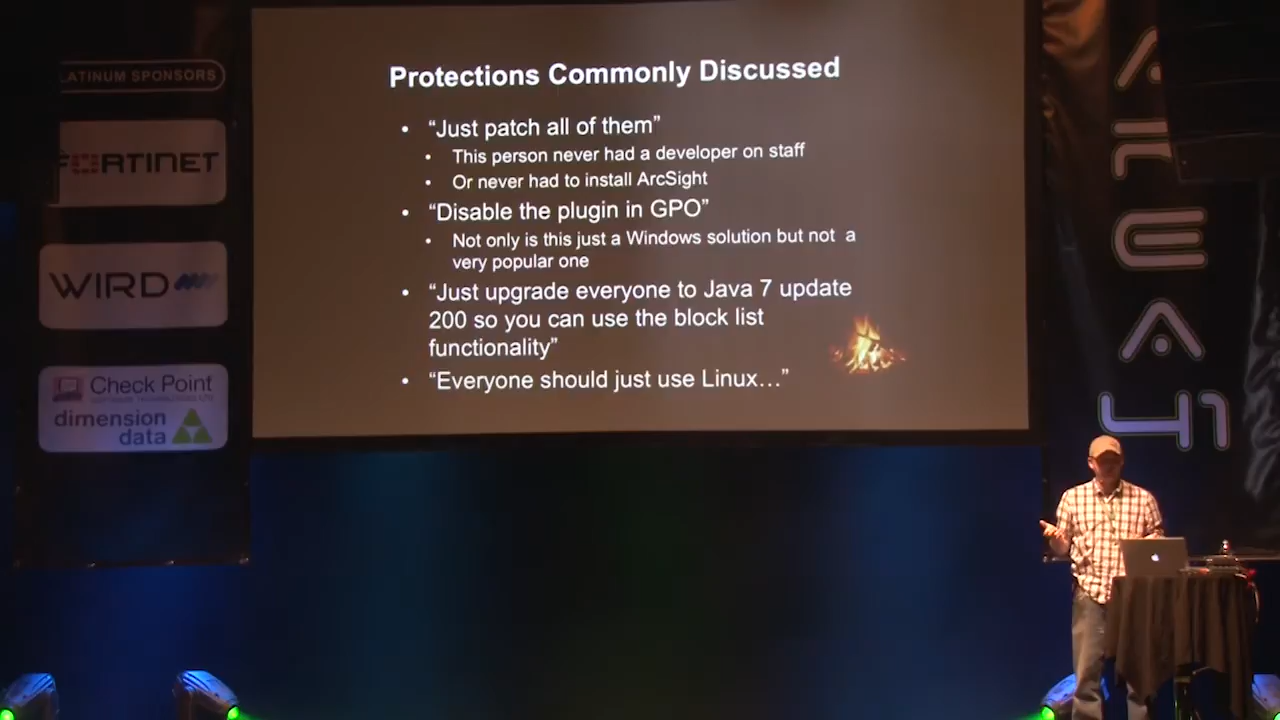 LATINUM SPONSORS
FORTINET
WIRD
Check Point
dimension
data
Protections Commonly Discussed
• “Just patch all of them”
• This person never had a developer on staff
• Or never had to install ArcSight
• “Disable the plugin in GPO”
• Not only is this just a Windows solution but not a
very popular one
• “Just upgrade everyone to Java 7 update
200 so you can use the block list
functionality”
• “Everyone should just use Linux…”
AREA
41